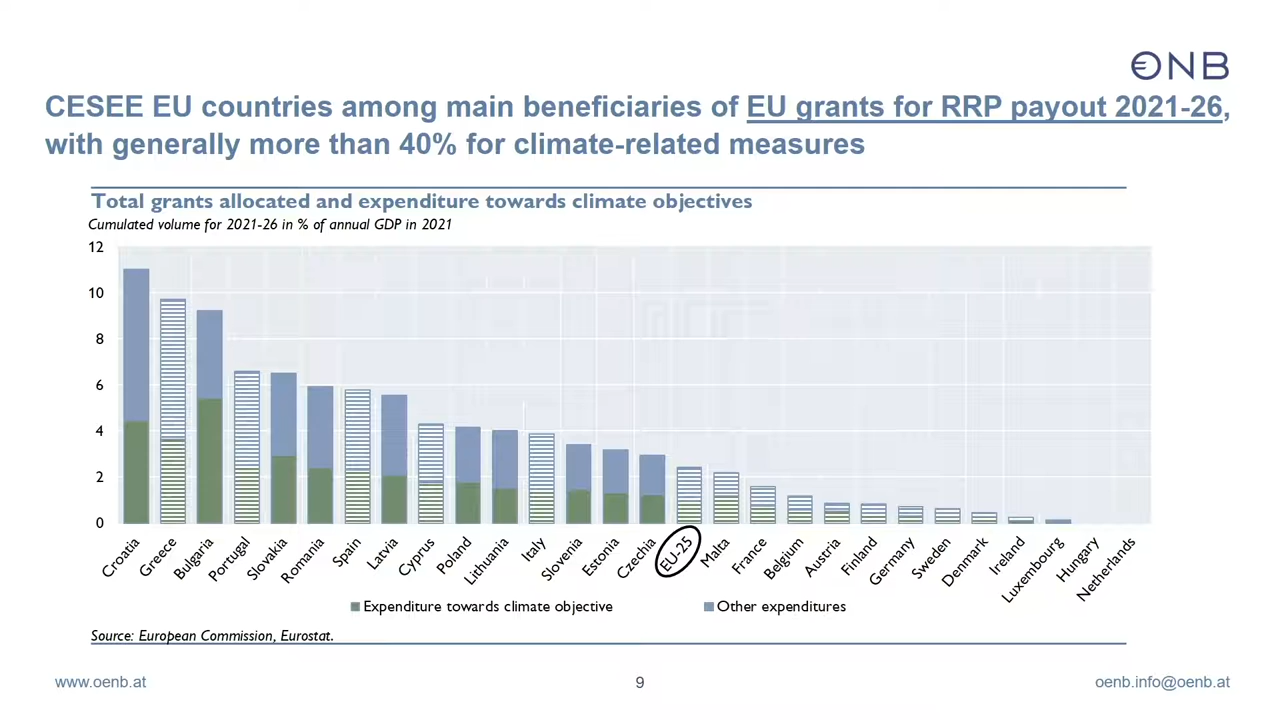 ONB
CESEE EU countries among main beneficiaries of EU grants for RRP payout 2021-26,
with generally more than 40% for climate-related measures
Total grants allocated and expenditure towards climate objectives
Cumulated volume for 2021-26 in % of annual GDP in 2021
12
10
8
6
4
2
0
Croatia
Greece
Bulgaria
Portugal
Slovakia
Romania
Spain
Latvia
Cyprus
Poland
Lithuania
Italy
Slovenia
Estonia
Czechia
EU-25
Malta
France
Belgium
Austria
Finland
Germany
Sweden
Denmark
Ireland
Luxembourg
Hungary
Netherlands
Expenditure towards climate objective
Other expenditures
Source: European Commission, Eurostat.
www.oenb.at
9
oenb.info@oenb.at